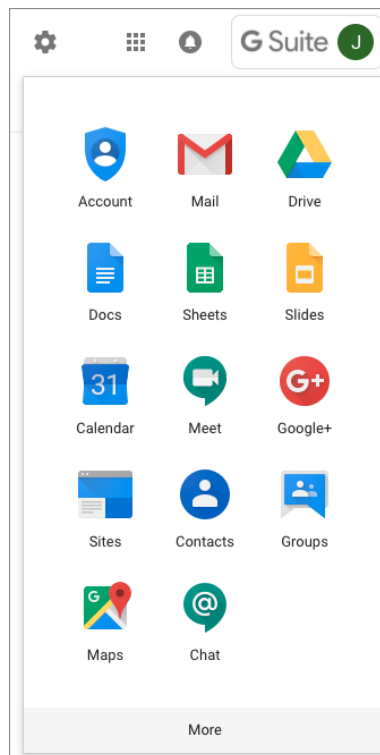 G Suite J
Account Mail Drive
Docs Sheets Slides
31 G+
Calendar Meet Google+
Sites Contacts Groups
G @
Maps Chat
More